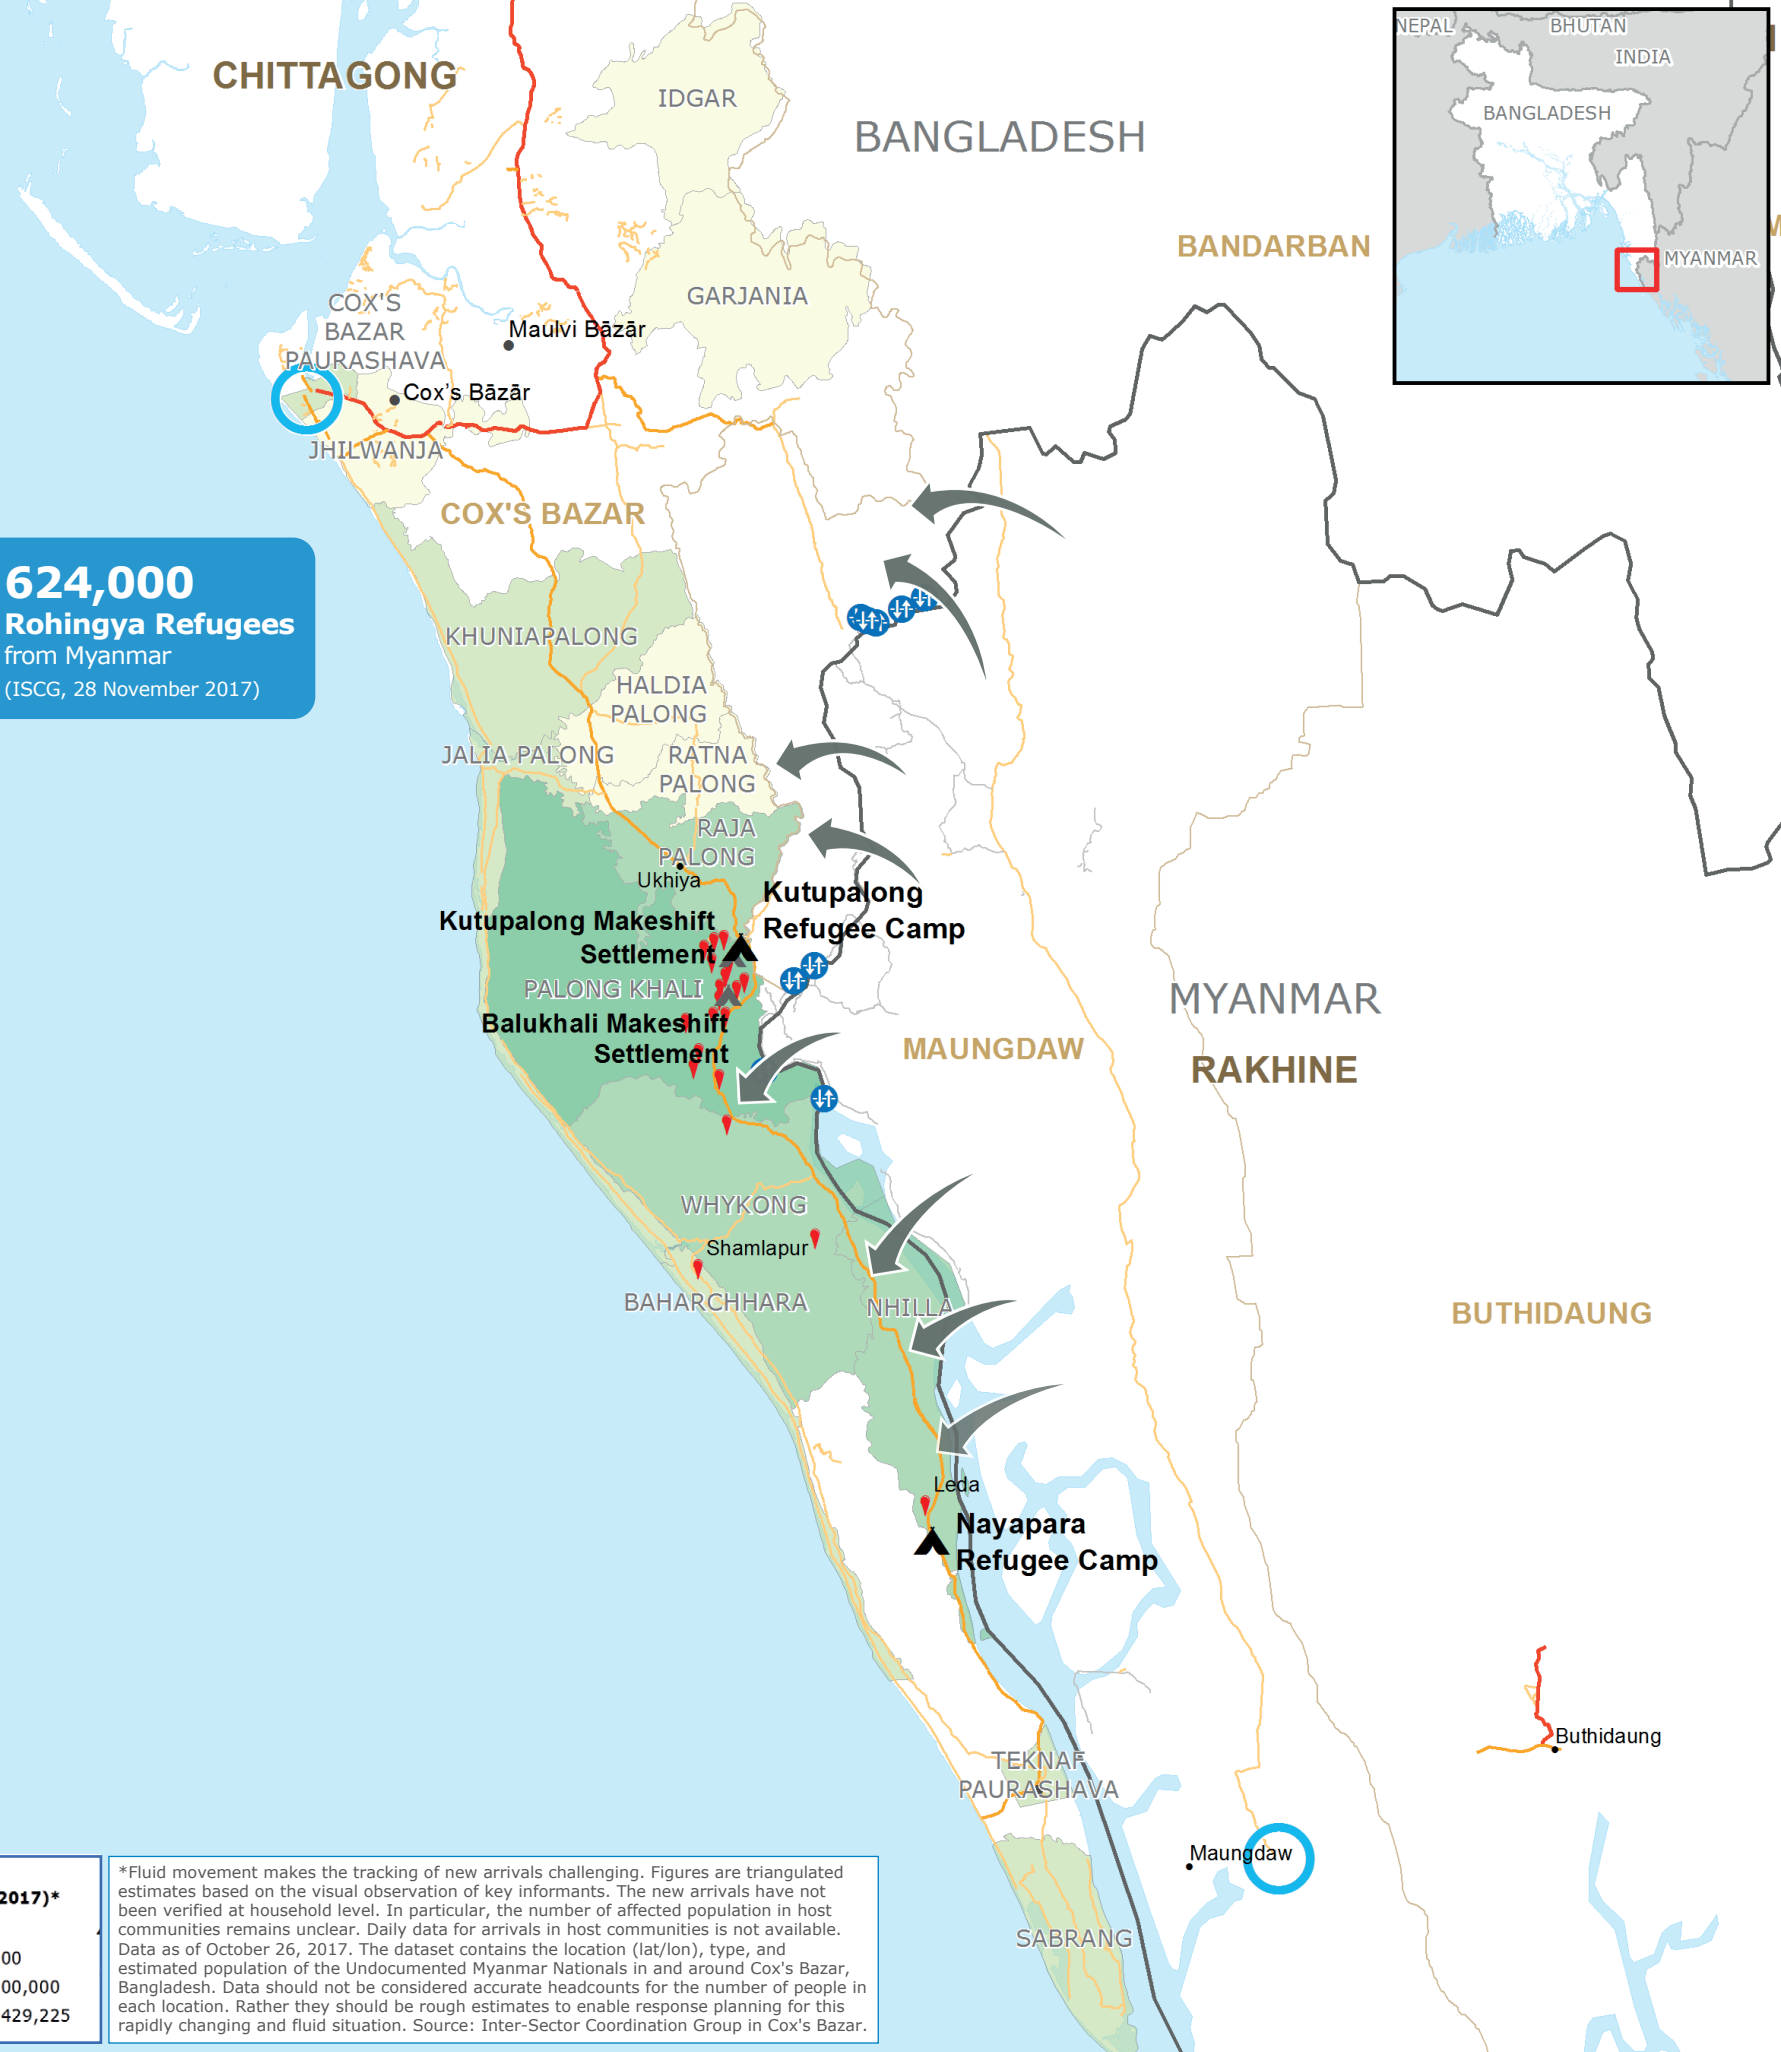 NEPAL
BHUTAN
INDIA
BANGLADESH
MYANMAR
CHITTAGONG
IDGAR
BANGLADESH
BANDARBAN
GARJANIA
COX'S
BAZAR
PAURASHAVA
Maulvi Bāzār
Cox's Bāzār
JHILWANJA
COX'S BAZAR
624,000
Rohingya Refugees
from Myanmar
(ISCG, 28 November 2017)
KHUNIAPALONG
HALDIA
PALONG
JALIA PALONG
RATNA
PALONG
RAJA
PALONG
Ukhiya
Kutupalong
Refugee Camp
Kutupalong Makeshift
Settlement
PALONG KHALI
Balukhali Makeshift
Settlement
MYANMAR
MAUNGDAW
RAKHINE
WHYKONG
Shamlapur
BAHARCHHARA
NHILLA
BUTHIDAUNG
Leda
Nayapara
Refugee Camp
Buthidaung
TEKNAF
PAURASHAVA
Maungdaw
SABRANG
2017)*
00
00,000
429,225
*Fluid movement makes the tracking of new arrivals challenging. Figures are triangulated
estimates based on the visual observation of key informants. The new arrivals have not
been verified at household level. In particular, the number of affected population in host
communities remains unclear. Daily data for arrivals in host communities is not available.
Data as of October 26, 2017. The dataset contains the location (lat/lon), type, and
estimated population of the Undocumented Myanmar Nationals in and around Cox's Bazar,
Bangladesh. Data should not be considered accurate headcounts for the number of people in
each location. Rather they should be rough estimates to enable response planning for this
rapidly changing and fluid situation. Source: Inter-Sector Coordination Group in Cox's Bazar.